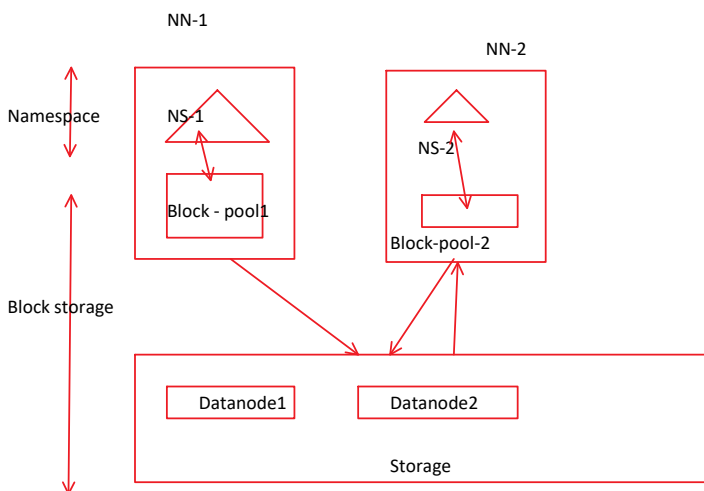 NN-1
NN-2
Namespace
NS-1
NS-2
Block - pool1
Block-pool-2
Block storage
Datanode1
Datanode2
Storage